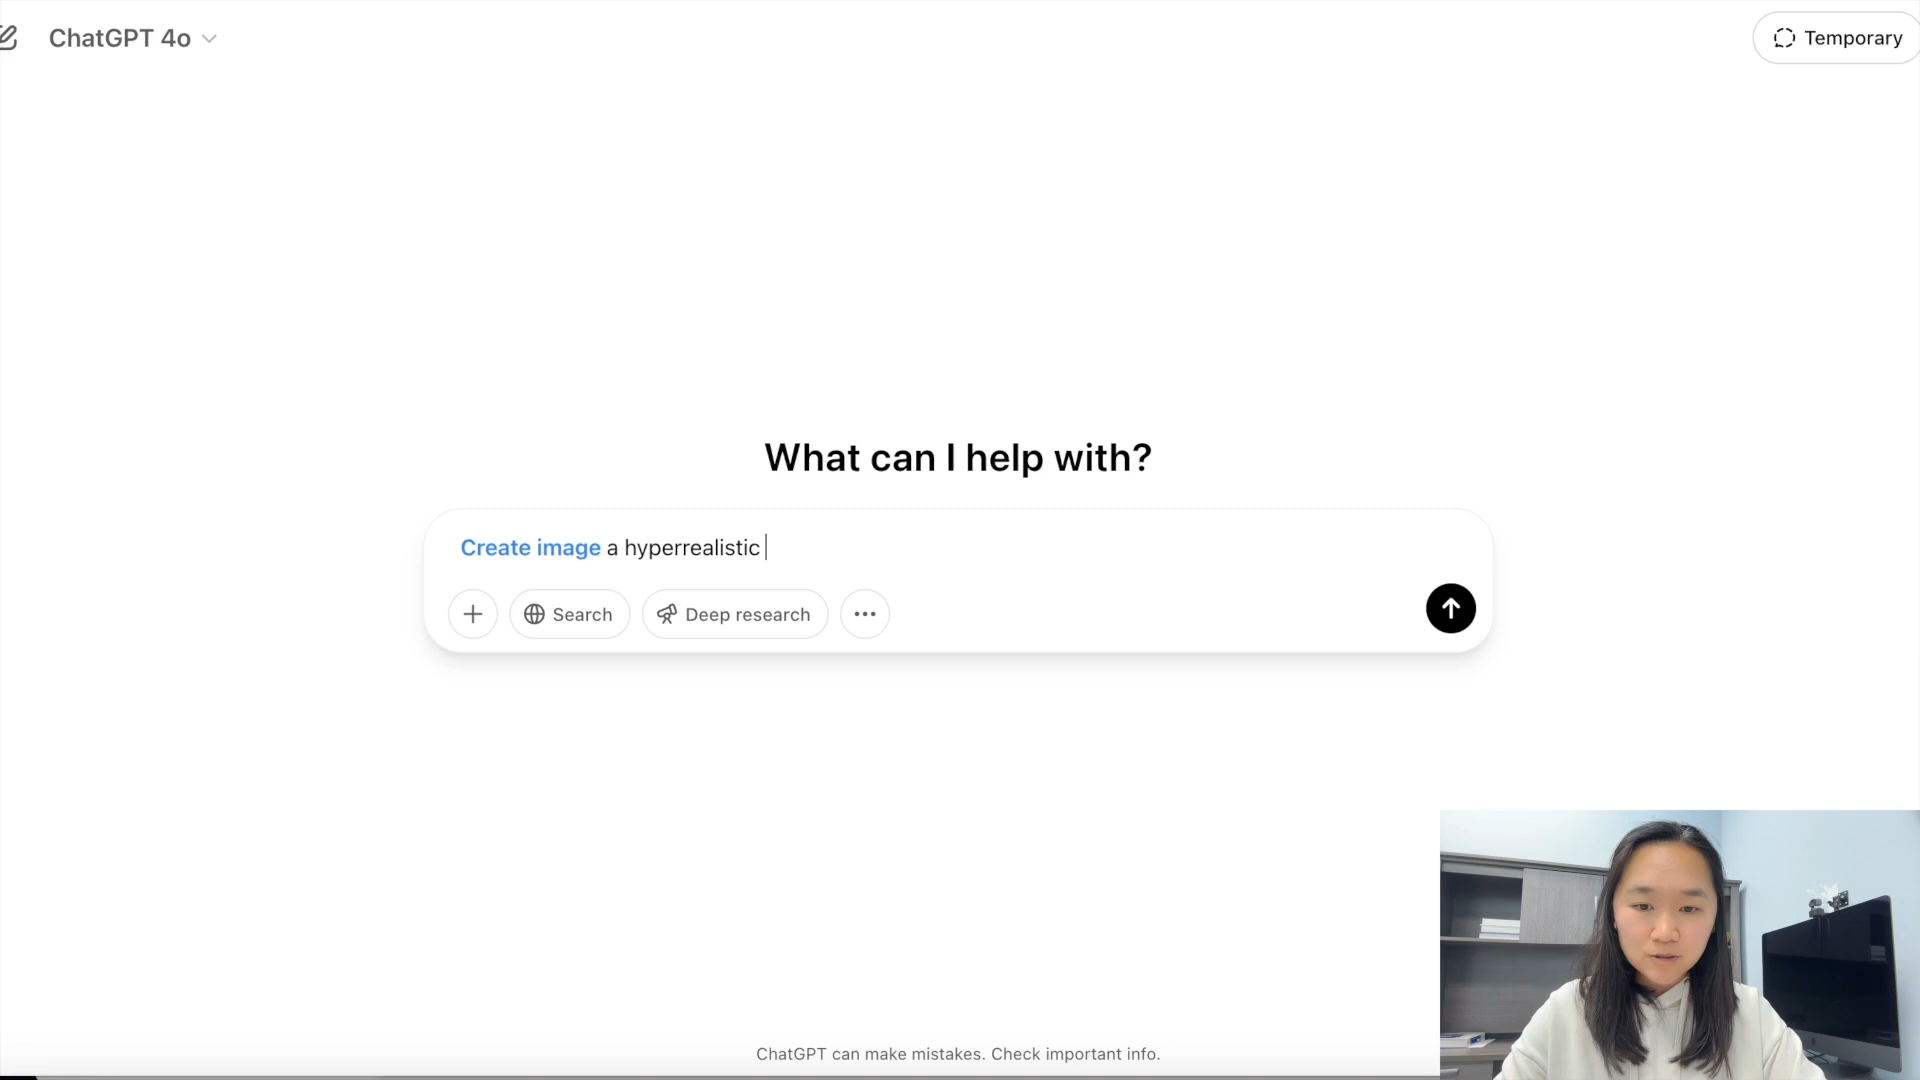 ChatGPT 4o
Temporary
What can I help with?
Create image a hyperrealistic
Search
Deep research
ChatGPT can make mistakes. Check important info.